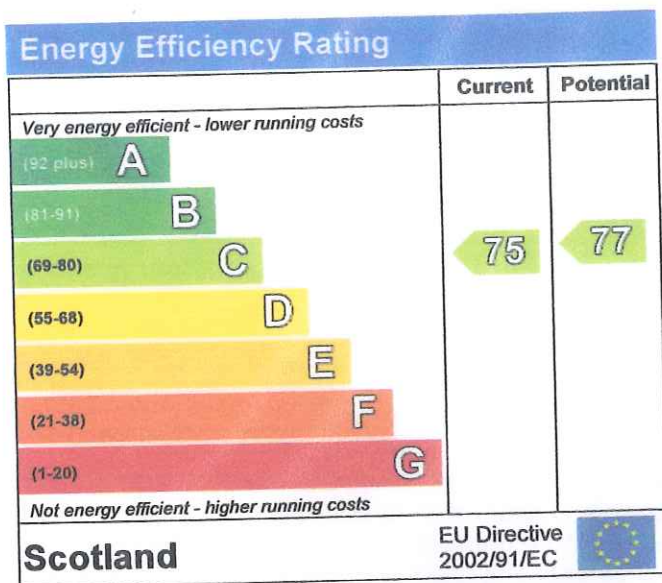 Energy Efficiency Rating
Current Potential
Very energy efficient - lower running costs
(92 plus) A
(81-91) B
(69-80) C 75 77
(55-68) D
(39-54) E
(21-38) F
(1-20) G
Not energy efficient - higher running costs
Scotland
EU Directive
2002/91/EC